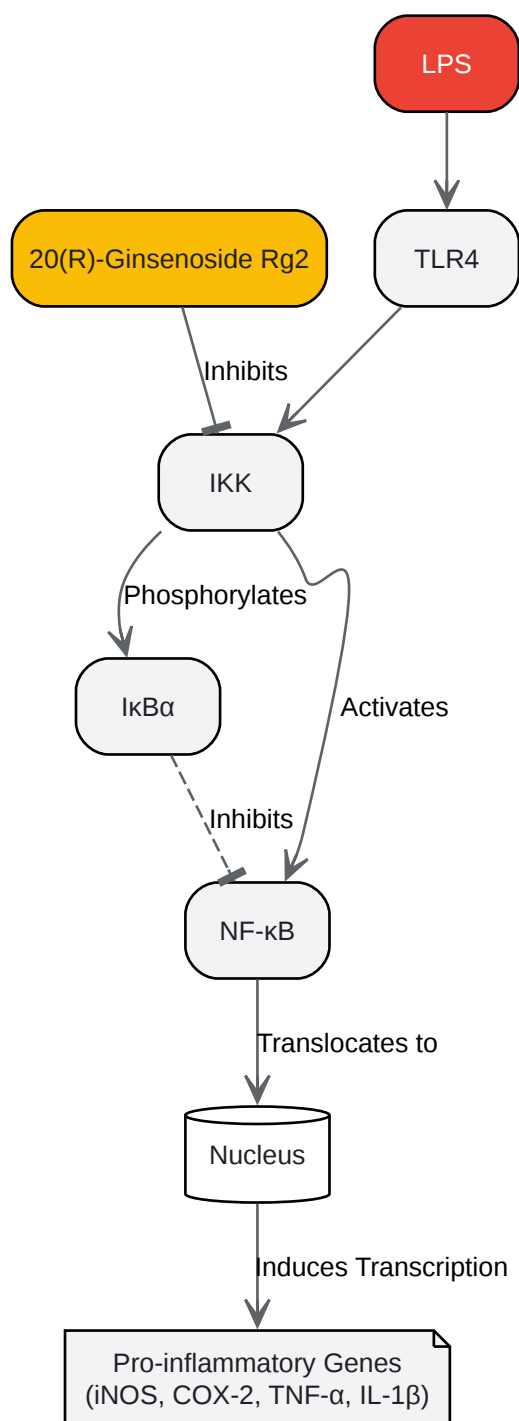 LPS
20(R)-Ginsenoside Rg2
TLR4
Inhibits
IKK
Phosphorylates
IκBα
Activates
Inhibits
NF-κB
Translocates to
Nucleus
Induces Transcription
Pro-inflammatory Genes
(iNOS, COX-2, TNF-α, IL-1β)